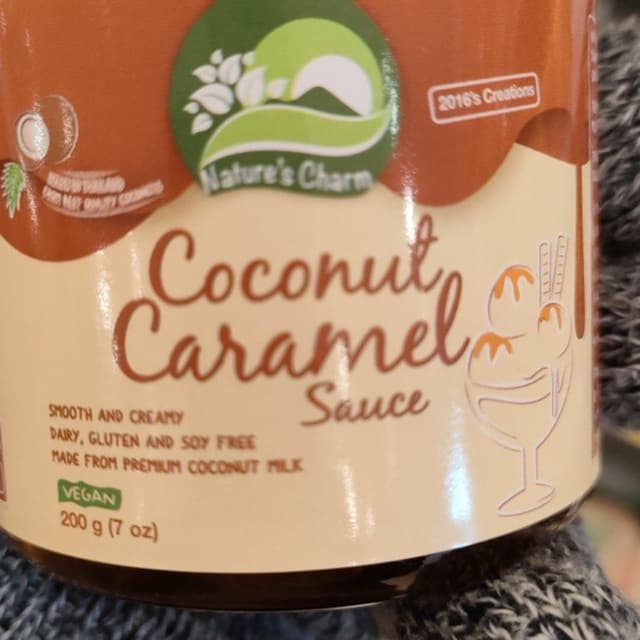 2016's Creations
Nature's Charm
Coconut
Caramel
Sauce
SMOOTH AND CREAMY
DAIRY, GLUTEN AND SOY FREE
MADE FROM PREMIUM COCONUT MILK
VEGAN
200 g (7 oz)